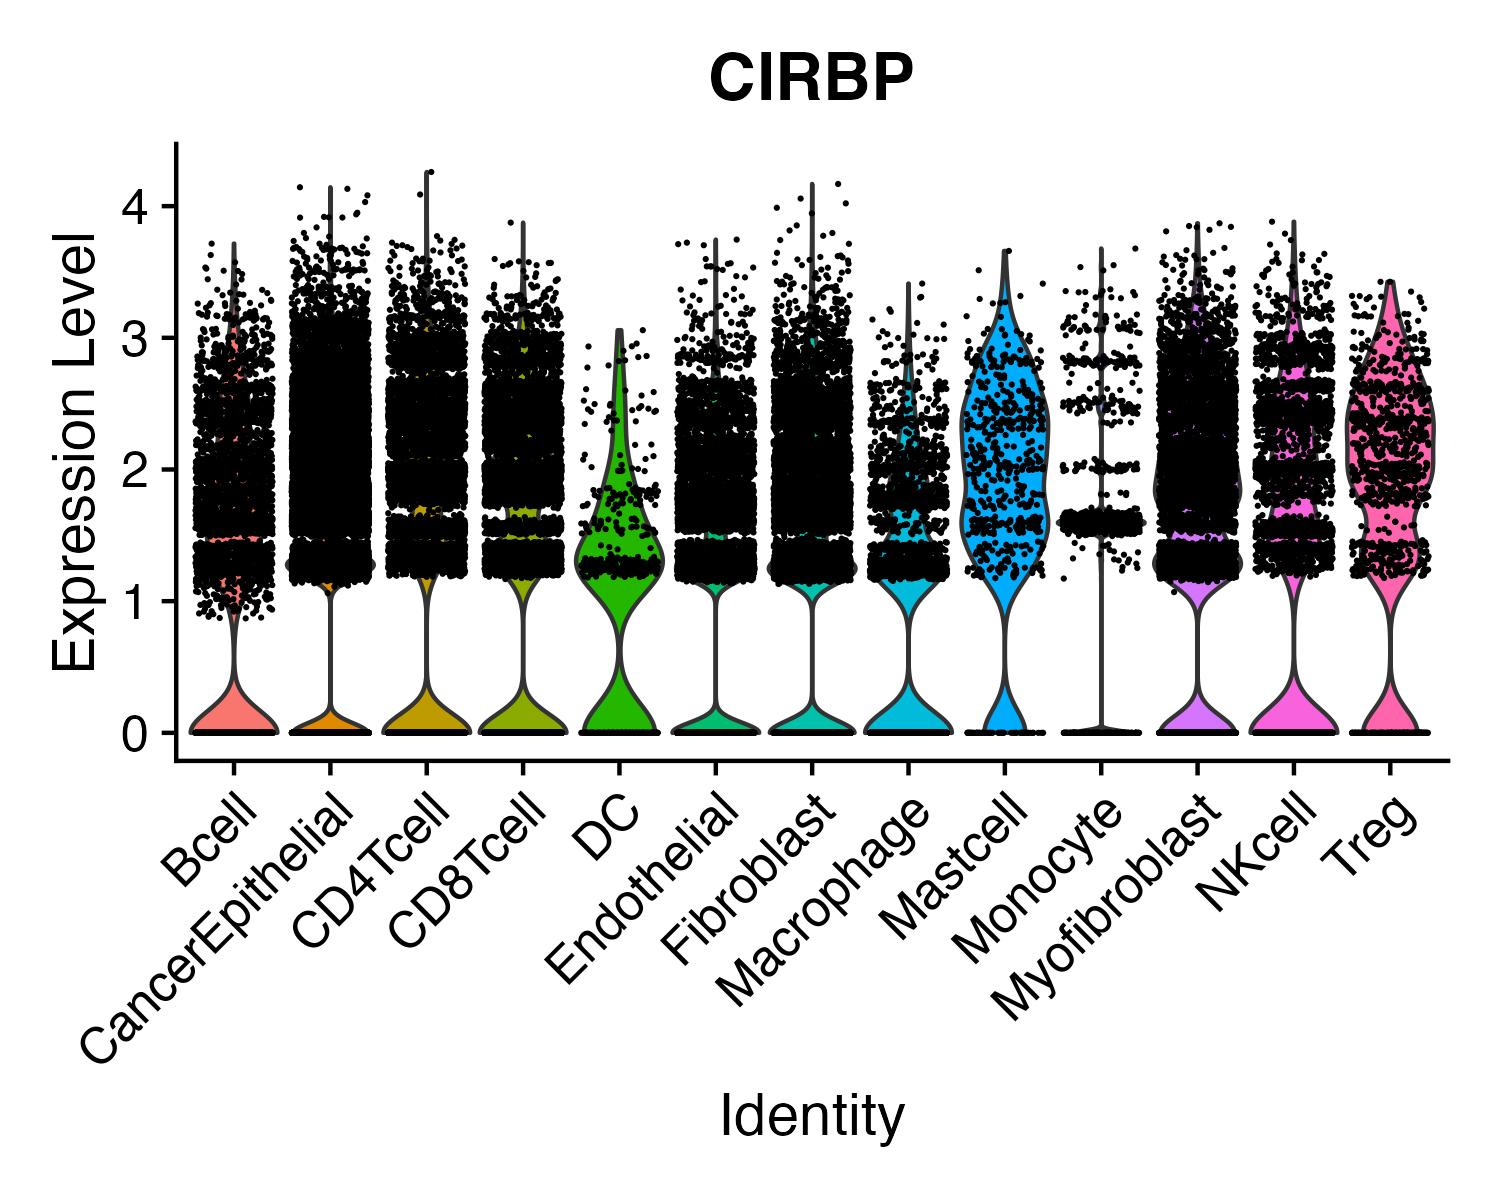 CIRBP
Expression Level
4
3
2
1
0
Bcell
CancerEpithelial
CD4Tcell
CD8Tcell
DC
Endothelial
Fibroblast
Macrophage
Mastcell
Monocyte
Myofibroblast
NKcell
Treg
Identity